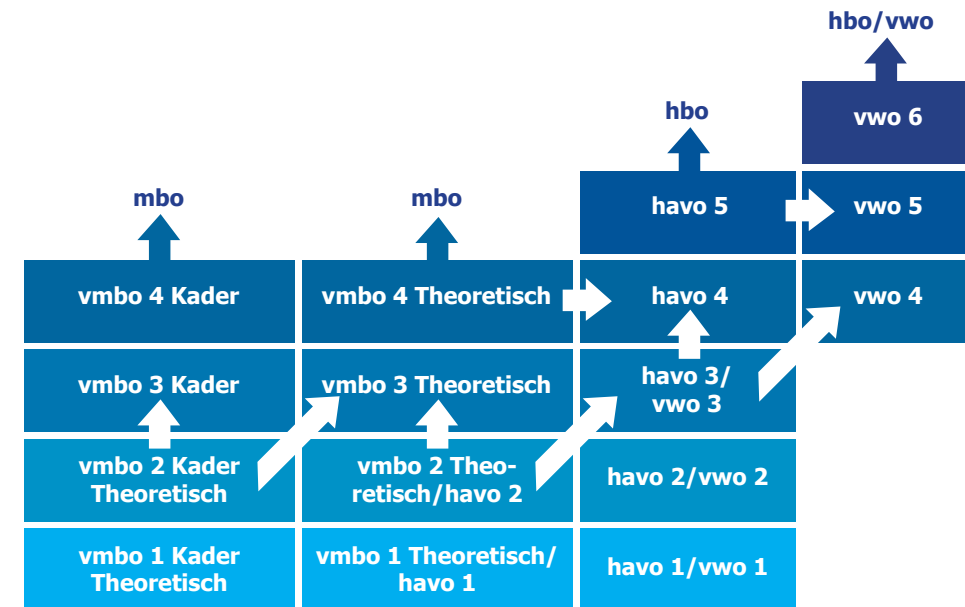 hbo/vwo
vwo 6
hbo
havo 5
vwo 5
mbo
mbo
vmbo 4 Kader
vmbo 4 Theoretisch
havo 4
vwo 4
vmbo 3 Kader
vmbo 3 Theoretisch
havo 3/
vwo 3
vmbo 2 Kader
Theoretisch
vmbo 2 Theo-
retisch/havo 2
havo 2/vwo 2
vmbo 1 Kader
Theoretisch
vmbo 1 Theoretisch/
havo 1
havo 1/vwo 1